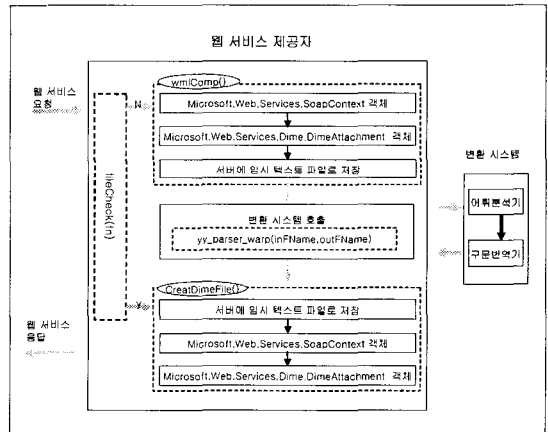 웹 서비스 제공자
wmlComp()
웹 서비스
요청
N
Microsoft.Web.Services.SoapContext 객체
Microsoft.Web.Services.Dime.DimeAttachment 객체
서버에 임시 텍스트 파일로 저장
fileCheck(fn)
변환 시스템
어휘분석기
구문번역기
변환 시스템 호출
yy_parser_warp(inFName,outFName)
CreatDimeFile()
Y
서버에 임시 텍스트 파일로 저장
웹 서비스
응답
Microsoft.Web.Services.SoapContext 객체
Microsoft.Web.Services.Dime.DimeAttachment 객체